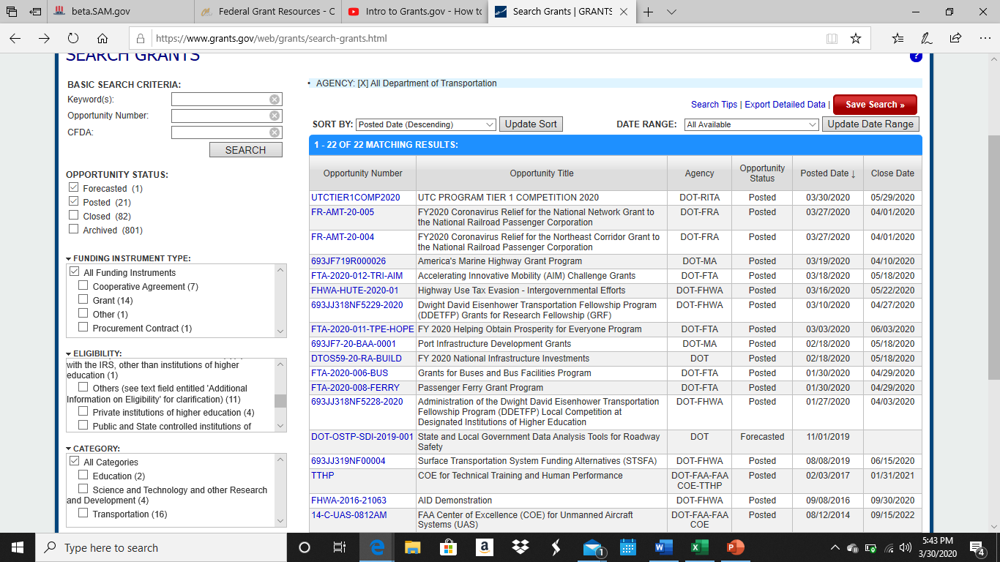 beta.SAM.gov
Federal Grant Resources - C
Intro to Grants.gov - How to
Search Grants | GRANTS
https://www.grants.gov/web/grants/search-grants.html
SEARCH GRANTS
?
BASIC SEARCH CRITERIA:
Keyword(s):
Opportunity Number:
CFDA:
SEARCH
OPPORTUNITY STATUS:
Forecasted (1)
Posted (21)
Closed (82)
Archived (801)
FUNDING INSTRUMENT TYPE:
All Funding Instruments
Cooperative Agreement (7)
Grant (14)
Other (1)
Procurement Contract (1)
ELIGIBILITY:
with the IRS, other than institutions of higher
education (1)
Others (see text field entitled 'Additional
Information on Eligibility' for clarification) (11)
Private institutions of higher education (4)
Public and State controlled institutions of
CATEGORY:
All Categories
Education (2)
Science and Technology and other Research
and Development (4)
Transportation (16)
• AGENCY: [X] All Department of Transportation
Search Tips | Export Detailed Data |
Save Search »
SORT BY: Posted Date (Descending) Update Sort DATE RANGE: All Available Update Date Range
1 - 22 OF 22 MATCHING RESULTS:
Opportunity Number Opportunity Title Agency Opportunity Status Posted Date ↓ Close Date
UTCTIER1COMP2020 UTC PROGRAM TIER 1 COMPETITION 2020 DOT-RITA Posted 03/30/2020 05/29/2020
FR-AMT-20-005 FY2020 Coronavirus Relief for the National Network Grant to DOT-FRA Posted 03/27/2020 04/01/2020
the National Railroad Passenger Corporation
FR-AMT-20-004 FY2020 Coronavirus Relief for the Northeast Corridor Grant to DOT-FRA Posted 03/27/2020 04/01/2020
the National Railroad Passenger Corporation
693JF719R000026 America's Marine Highway Grant Program DOT-MA Posted 03/19/2020 04/10/2020
FTA-2020-012-TRI-AIM Accelerating Innovative Mobility (AIM) Challenge Grants DOT-FTA Posted 03/18/2020 05/18/2020
FHWA-HUTE-2020-01 Highway Use Tax Evasion - Intergovernmental Efforts DOT-FHWA Posted 03/16/2020 05/22/2020
693JJ318NF5229-2020 Dwight David Eisenhower Transportation Fellowship Program DOT-FHWA Posted 03/10/2020 04/27/2020
(DDETFP) Grants for Research Fellowship (GRF)
FTA-2020-011-TPE-HOPE FY 2020 Helping Obtain Prosperity for Everyone Program DOT-FTA Posted 03/03/2020 06/03/2020
693JF7-20-BAA-0001 Port Infrastructure Development Grants DOT-MA Posted 02/18/2020 05/18/2020
DTOS59-20-RA-BUILD FY 2020 National Infrastructure Investments DOT Posted 02/18/2020 05/18/2020
FTA-2020-006-BUS Grants for Buses and Bus Facilities Program DOT-FTA Posted 01/30/2020 04/29/2020
FTA-2020-008-FERRY Passenger Ferry Grant Program DOT-FTA Posted 01/30/2020 04/29/2020
693JJ318NF5228-2020 Administration of the Dwight David Eisenhower Transportation DOT-FHWA Posted 01/27/2020 04/03/2020
Fellowship Program (DDETFP) Local Competition at
Designated Institutions of Higher Education
DOT-OSTP-SDI-2019-001 State and Local Government Data Analysis Tools for Roadway DOT Forecasted 11/01/2019
Safety
693JJ319NF00004 Surface Transportation System Funding Alternatives (STSFA) DOT-FHWA Posted 08/08/2019 06/15/2020
TTHP COE for Technical Training and Human Performance DOT-FAA-FAA Posted 02/03/2017 01/31/2021
COE-TTHP
FHWA-2016-21063 AID Demonstration DOT-FHWA Posted 09/08/2016 09/30/2020
14-C-UAS-0812AM FAA Center of Excellence (COE) for Unmanned Aircraft DOT-FAA-FAA Posted 08/12/2014 09/15/2022
Systems (UAS) COE
Type here to search
1
5:43 PM
3/30/2020
4